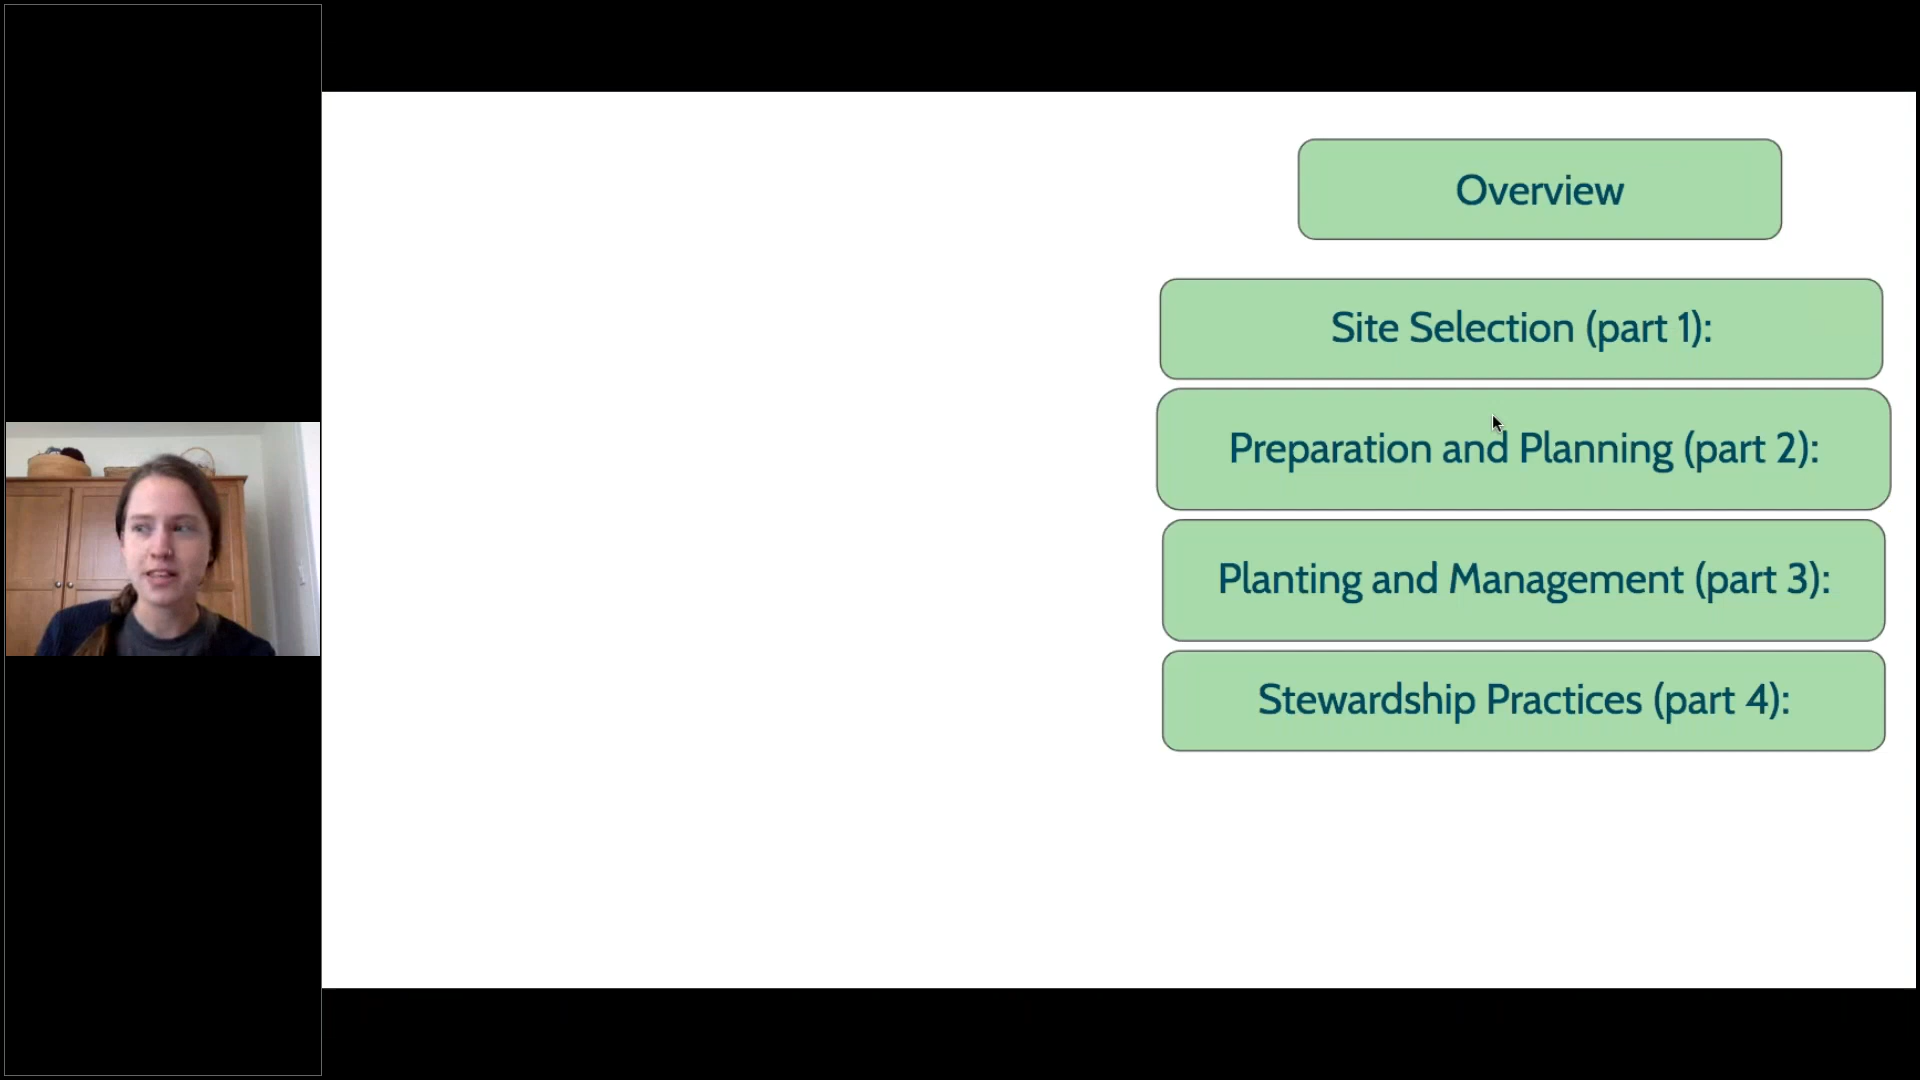 Overview
Site Selection (part 1):
Preparation and Planning (part 2):
Planting and Management (part 3):
Stewardship Practices (part 4):